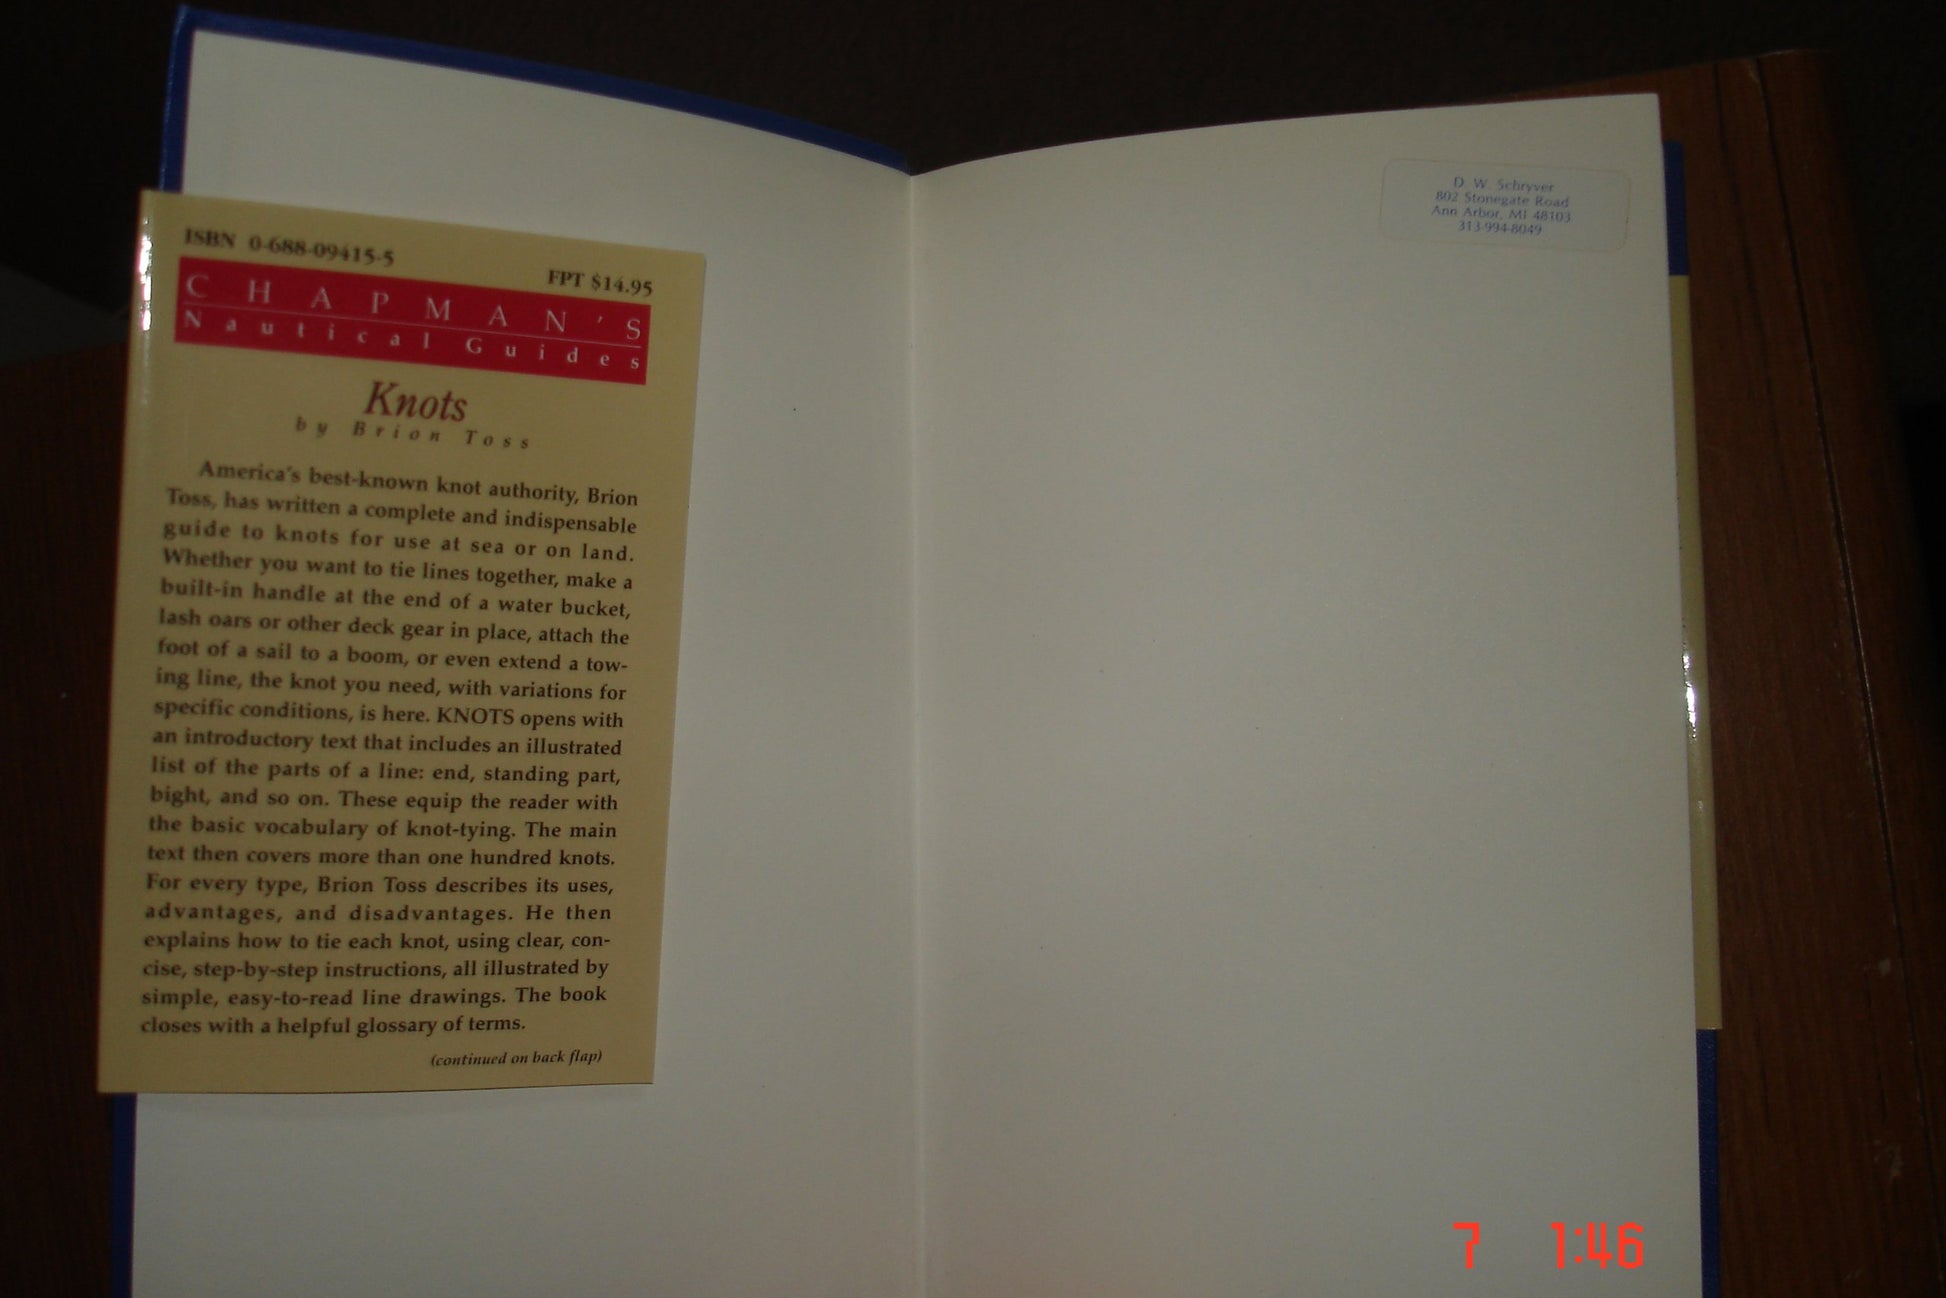 ISBN 0-688-09415-5
FPT $14.95
CHAPMAN'S
Nautical Guides
Knots
by Brion Toss
America's best-known knot authority, Brion
Toss, has written a complete and indispensable
guide to knots for use at sea or on land.
Whether you want to tie lines together, make a
built-in handle at the end of a water bucket,
lash oars or other deck gear in place, attach the
foot of a sail to a boom, or even extend a tow-
ing line, the knot you need, with variations for
specific conditions, is here. KNOTS opens with
an introductory text that includes an illustrated
list of the parts of a line: end, standing part,
bight, and so on. These equip the reader with
the basic vocabulary of knot-tying. The main
text then covers more than one hundred knots.
For every type, Brion Toss describes its uses,
advantages, and disadvantages. He then
explains how to tie each knot, using clear, con-
cise, step-by-step instructions, all illustrated by
simple, easy-to-read line drawings. The book
closes with a helpful glossary of terms.
(continued on back flap)
D. W. Schryver
802 Stonegate Road
Ann Arbor, MI 48103
313-994-8049
7 1:46